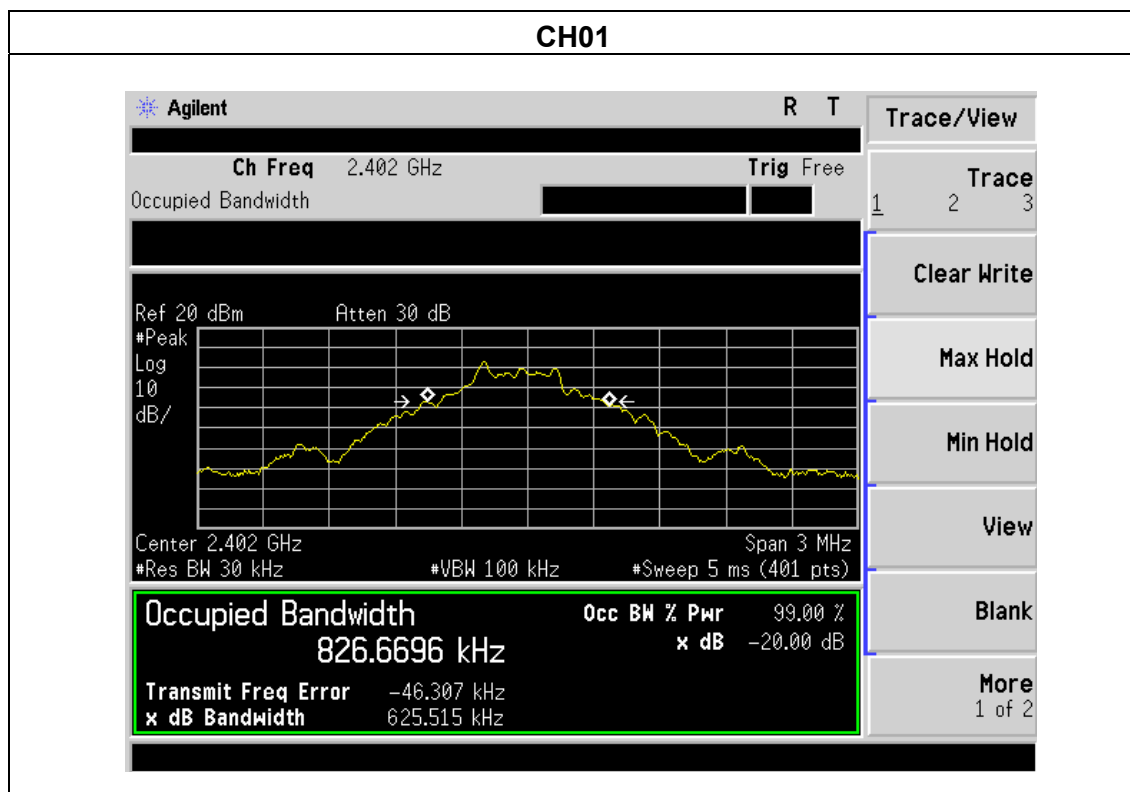 CH01
Agilent R T
Trace/View
Ch Freq 2.402 GHz Trig Free
Occupied Bandwidth
Trace
1 2 3
Clear Write
Max Hold
Min Hold
View
Blank
More
1 of 2
Ref 20 dBm Atten 30 dB
#Peak
Log
10
dB/
Center 2.402 GHz Span 3 MHz
#Res BW 30 kHz #VBW 100 kHz #Sweep 5 ms (401 pts)
Occupied Bandwidth Occ BW % Pwr 99.00 %
826.6696 kHz x dB -20.00 dB
Transmit Freq Error -46.307 kHz
x dB Bandwidth 625.515 kHz